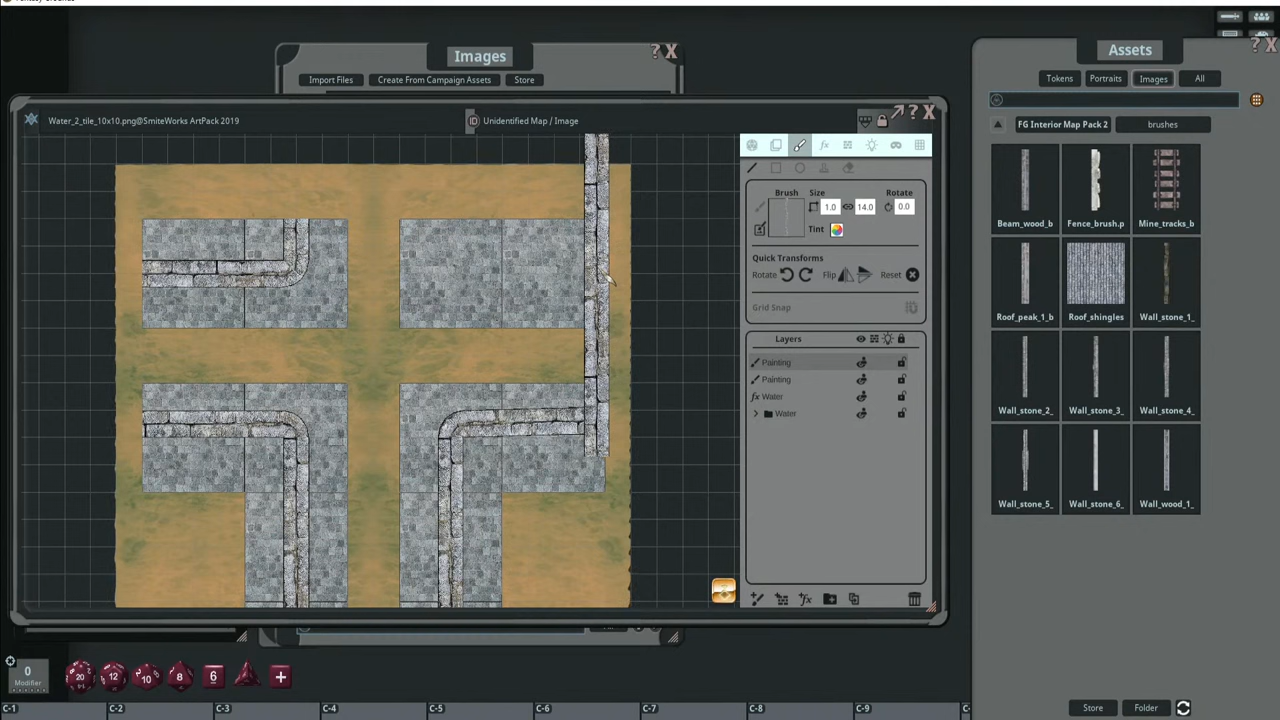 Fantasy Grounds
Images
? X
Import Files
Create From Campaign Assets
Store
Assets
? X
Tokens
Portraits
Images
All
FG Interior Map Pack 2
brushes
Beam_wood_b
Fence_brush.p
Mine_tracks_b
Roof_peak_1_b
Roof_shingles
Wall_stone_1_
Wall_stone_2_
Wall_stone_3_
Wall_stone_4_
Wall_stone_5_
Wall_stone_6_
Wall_wood_1_
Store
Folder
Water_2_tile_10x10.png@SmiteWorks ArtPack 2019
ID Unidentified Map / Image
? X
Brush
Size
Rotate
1.0
14.0
0.0
Tint
Quick Transforms
Rotate
Flip
Reset
Grid Snap
Layers
Painting
Painting
fx Water
Water
0
Modifier
20
12
10
8
6
C-1
C-2
C-3
C-4
C-5
C-6
C-7
C-8
C-9